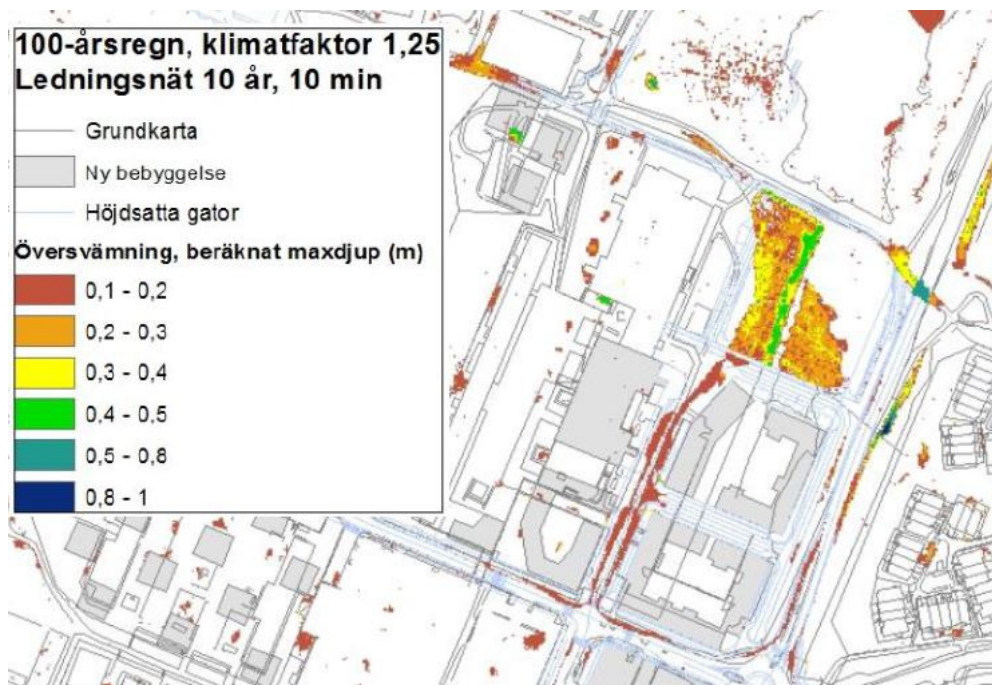 100-årsregn, klimatfaktor 1,25
Ledningsnät 10 år, 10 min
Grundkarta
Ny bebyggelse
Höjdsatta gator
Översvämning, beräknat maxdjup (m)
0,1 - 0,2
0,2 - 0,3
0,3 - 0,4
0,4 - 0,5
0,5 - 0,8
0,8 - 1